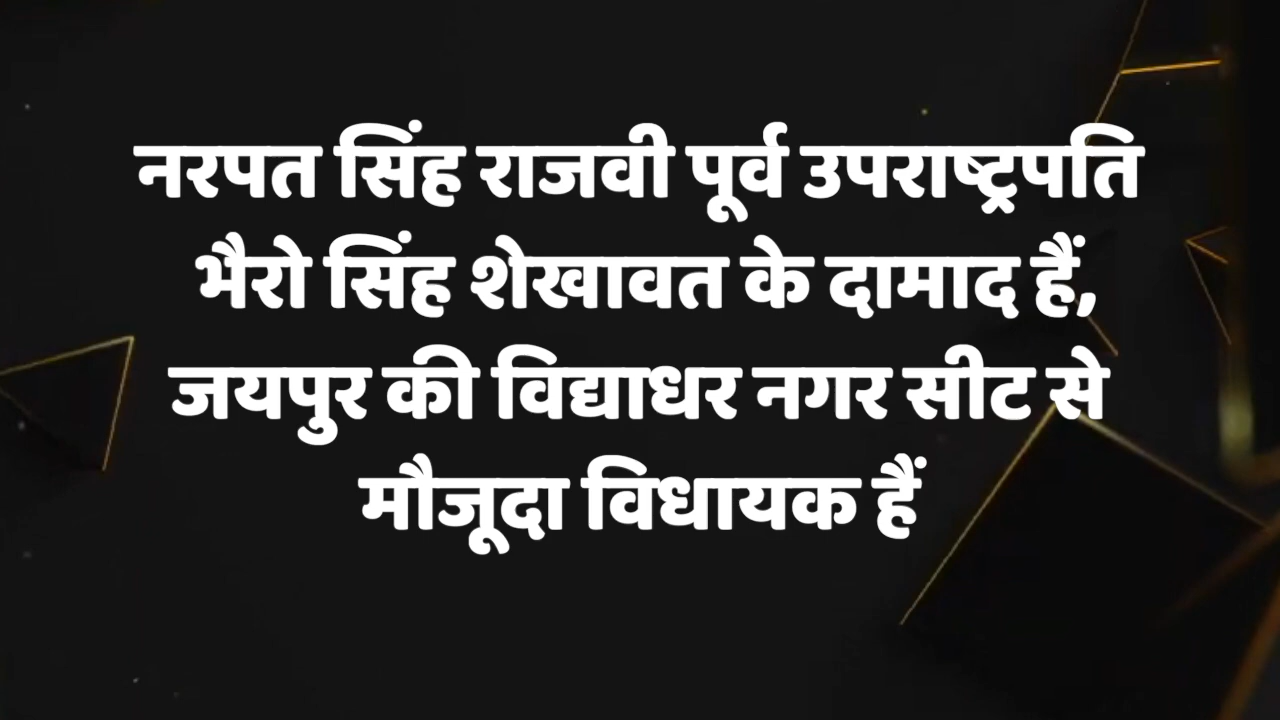 नरपत सिंह राजवी पूर्व उपराष्ट्रपति
भैरो सिंह शेखावत के दामाद हैं,
जयपुर की विद्याधर नगर सीट से
मौजूदा विधायक हैं